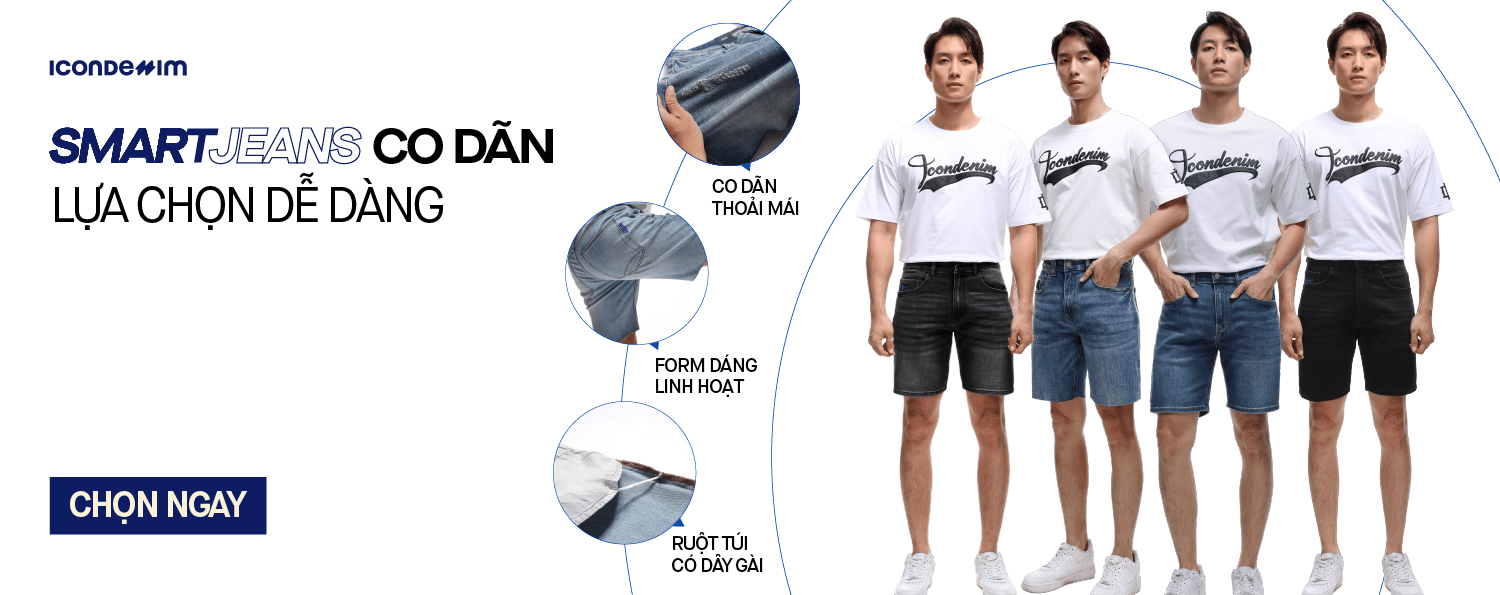 ICONDENIM
SMARTJEANS CO DÃN
LỰA CHỌN DỄ DÀNG
CHỌN NGAY
CO DÃN
THOẢI MÁI
FORM DÁNG
LINH HOẠT
RUỘT TÚI
CÓ DÂY GÀI
Icondenim
Icondenim
Icondenim
Icondenim